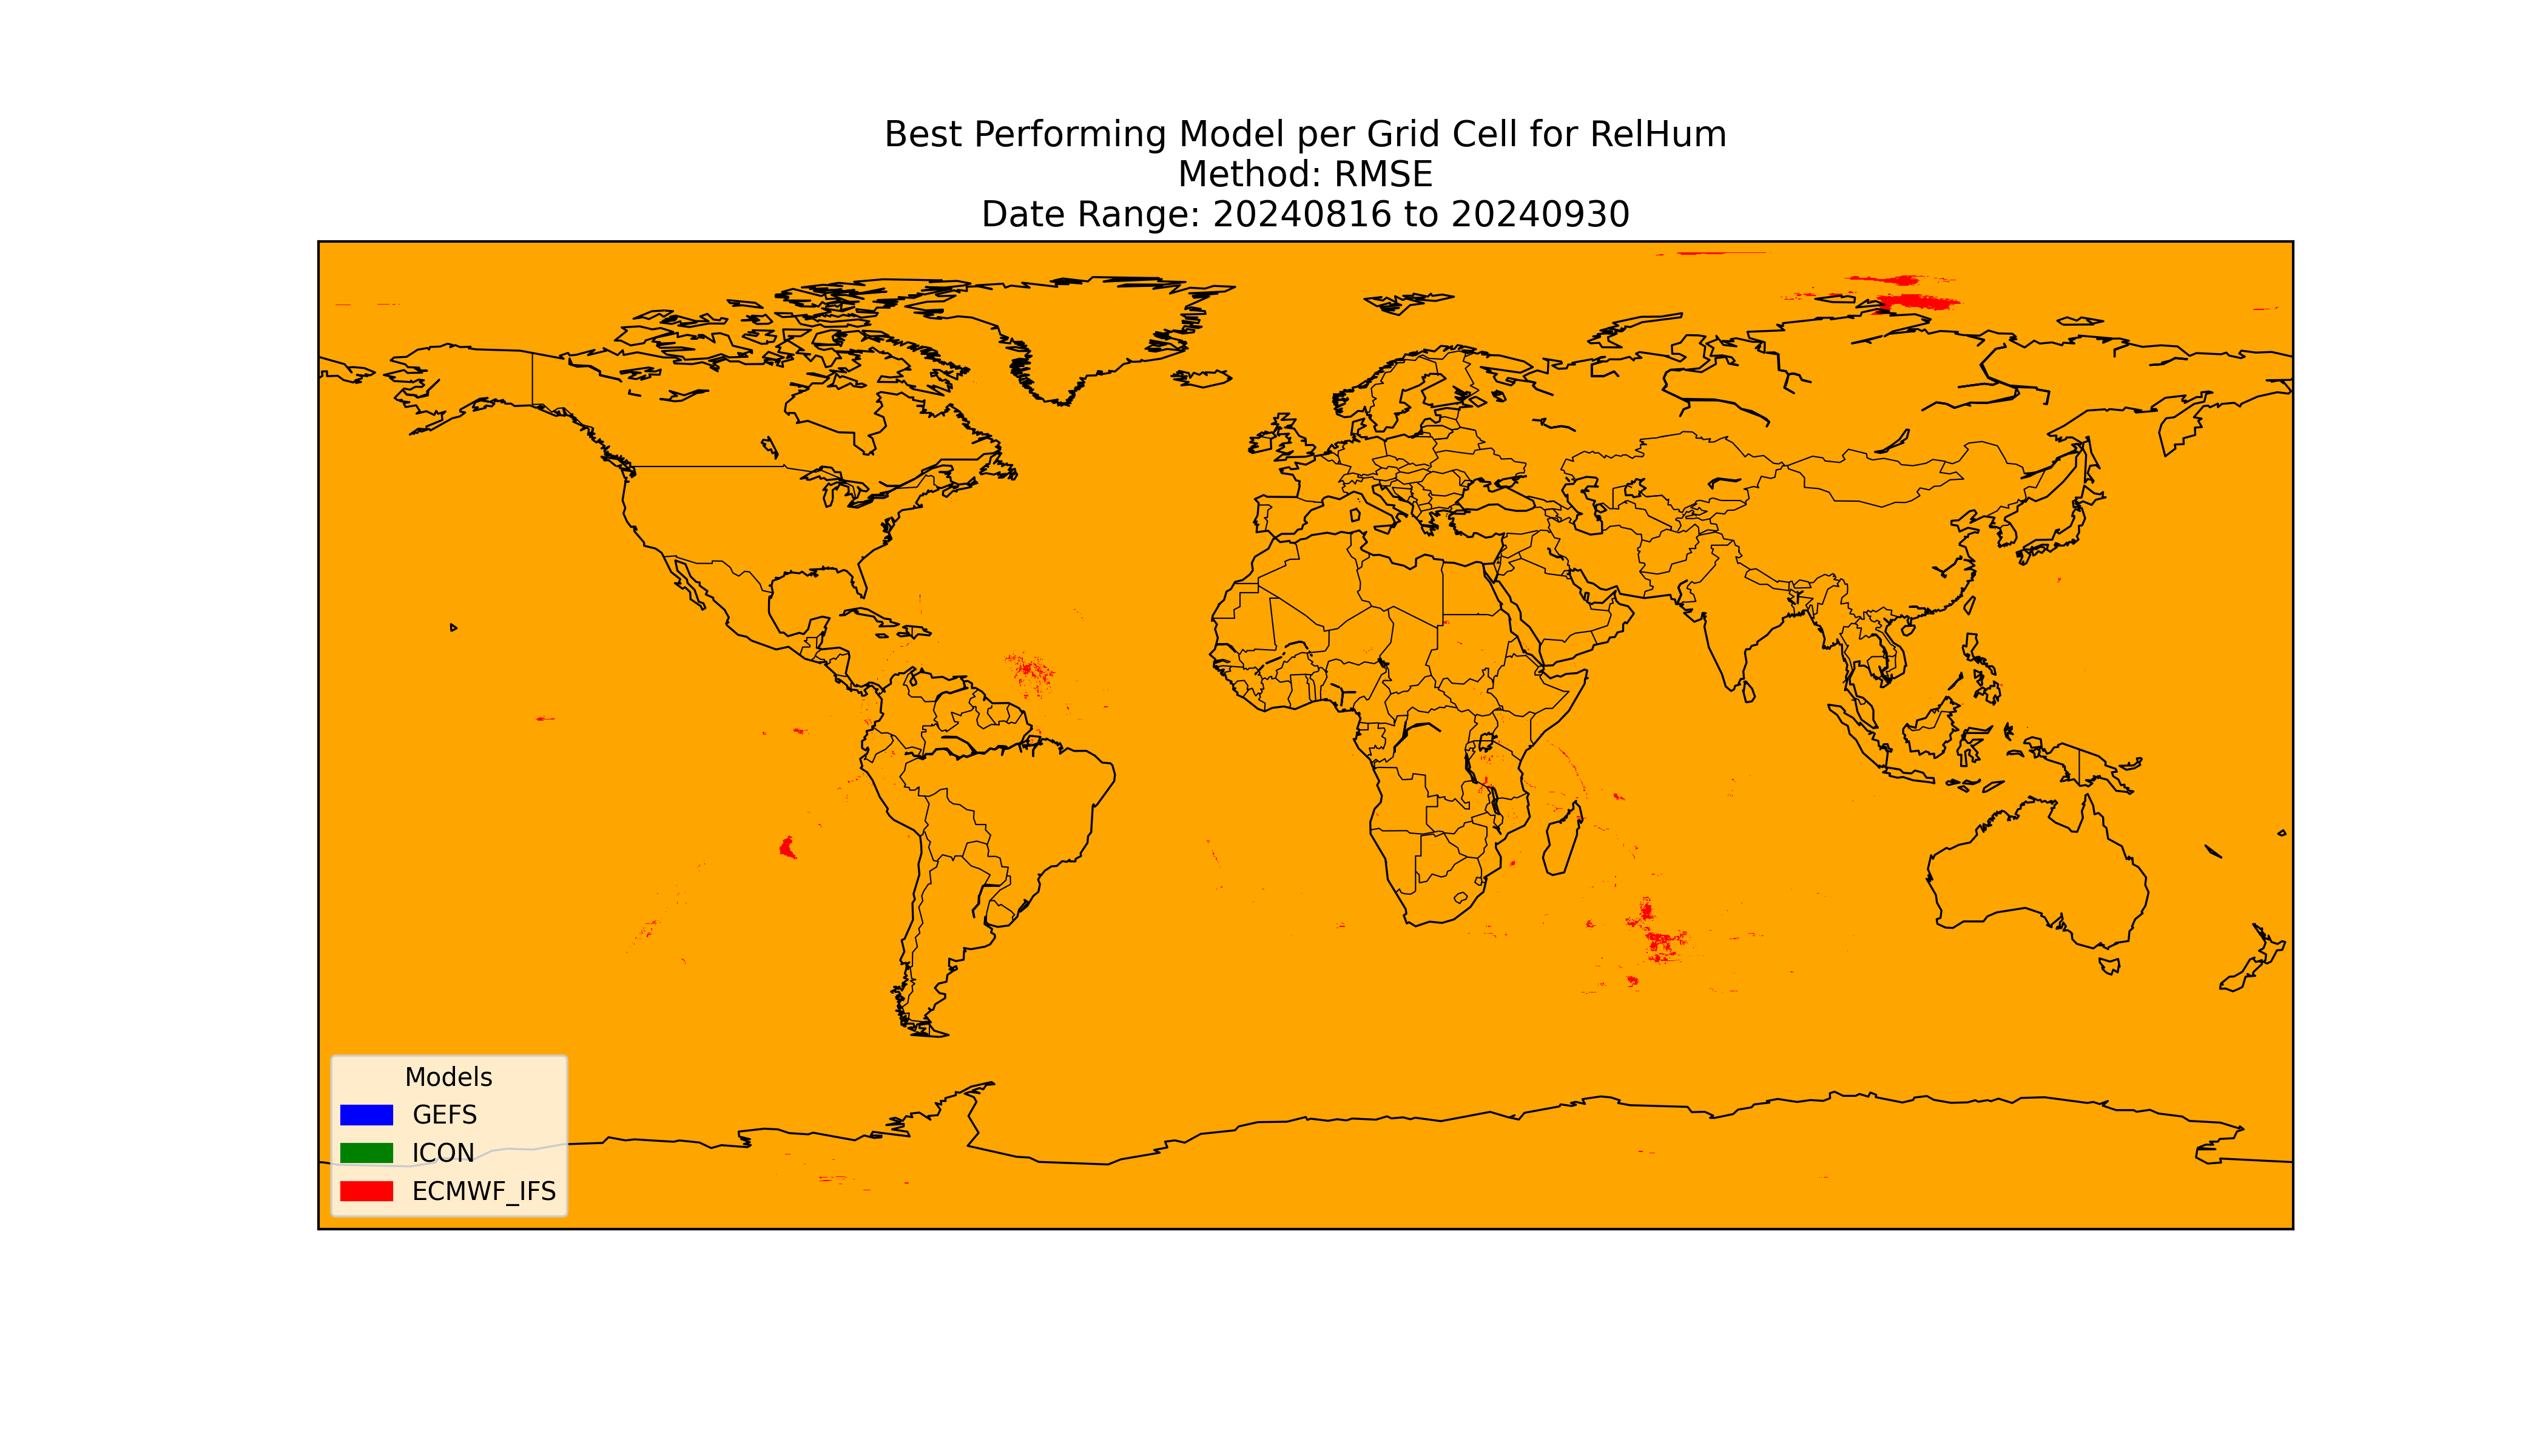 Best Performing Model per Grid Cell for RelHum
Method: RMSE
Date Range: 20240816 to 20240930
Models
GEFS
ICON
ECMWF_IFS